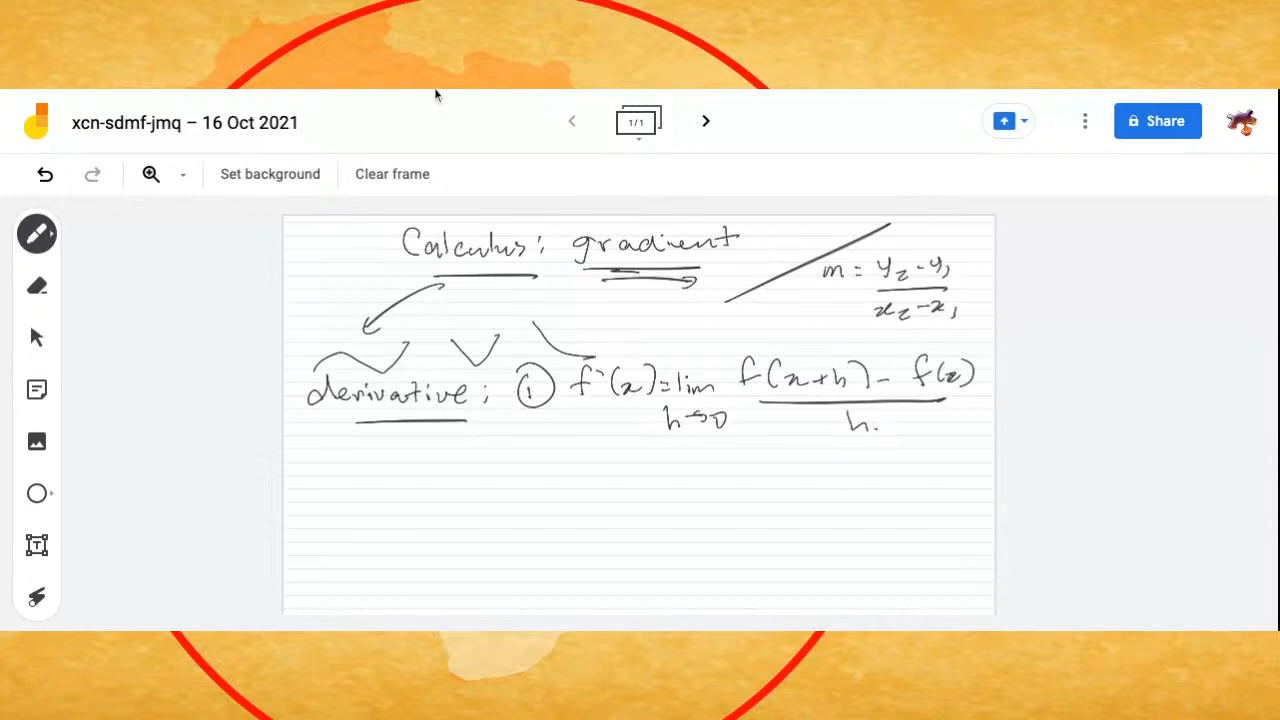 xcn-sdmf-jmq – 16 Oct 2021
1/1
Share
Set background
Clear frame
Calculus: gradient
m = y₂ - y₁
x₂ - x₁
derivative: ① f'(x) = lim f(x+h) - f(x)
h→0 h.
T